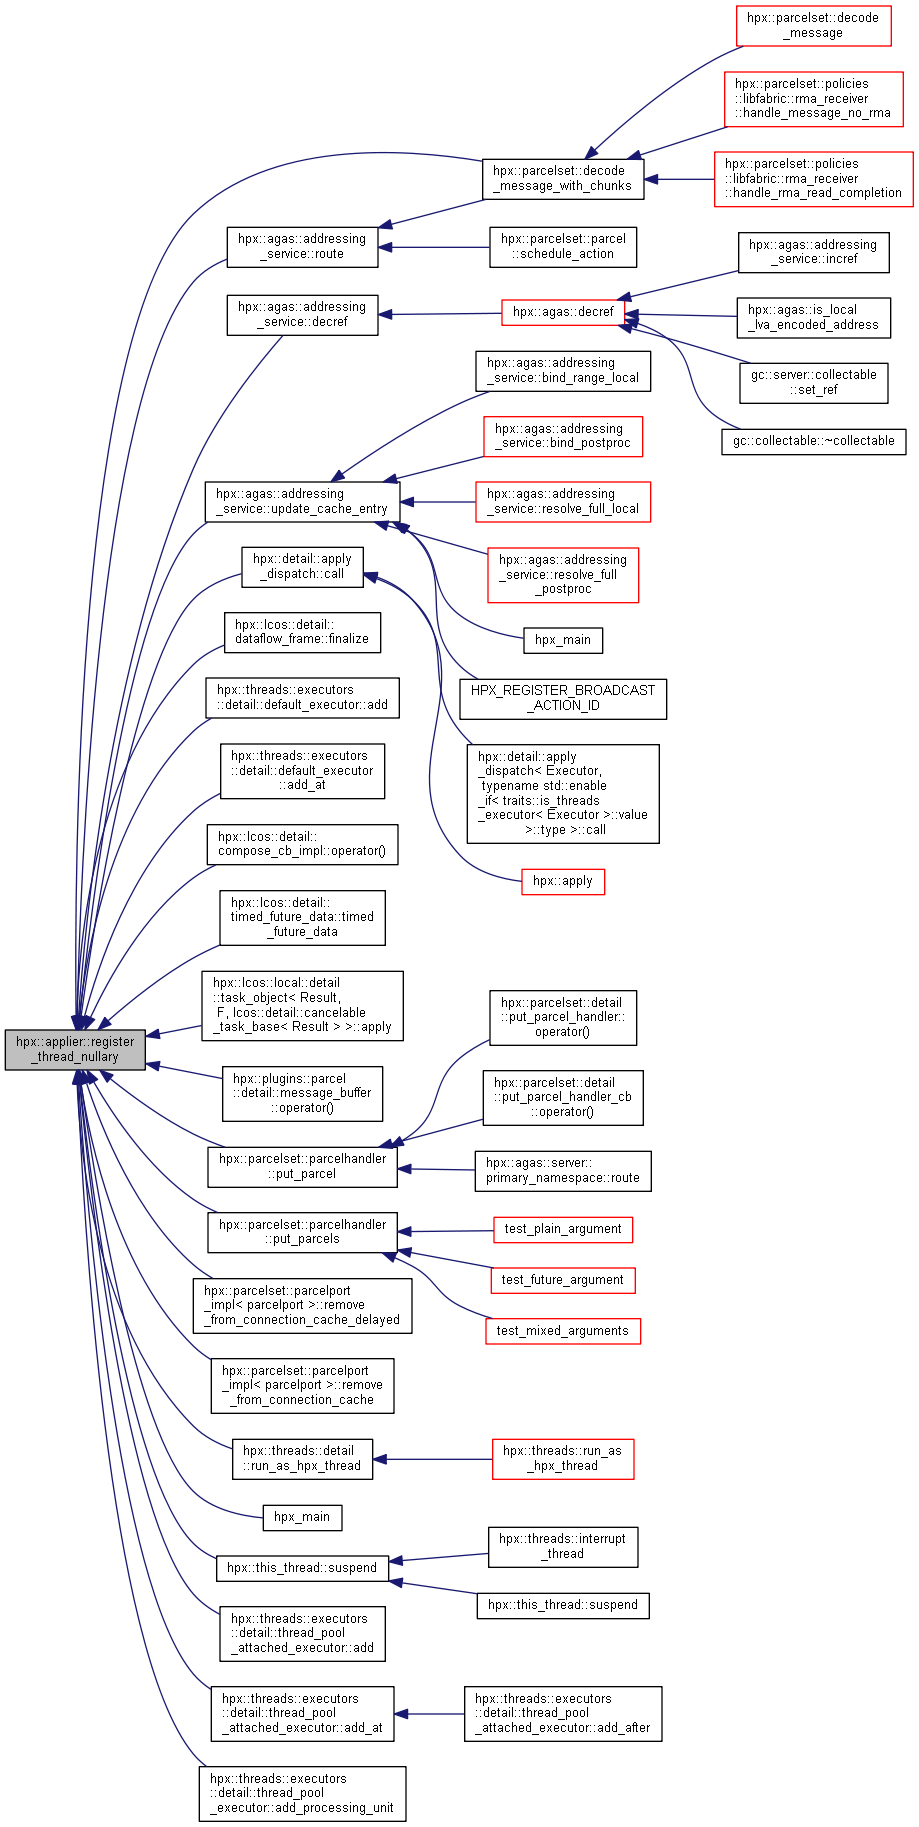 hpx::parcelset::decode
_message
hpx::parcelset::policies
::libfabric::rma_receiver
::handle_message_no_rma
hpx::parcelset::decode
_message_with_chunks
hpx::parcelset::policies
::libfabric::rma_receiver
::handle_rma_read_completion
hpx::agas::addressing
_service::route
hpx::parcelset::parcel
::schedule_action
hpx::agas::addressing
_service::incref
hpx::agas::addressing
_service::decref
hpx::agas::decref
hpx::agas::is_local
_lva_encoded_address
gc::server::collectable
::set_ref
gc::collectable::~collectable
hpx::agas::addressing
_service::bind_range_local
hpx::agas::addressing
_service::bind_postproc
hpx::agas::addressing
_service::update_cache_entry
hpx::agas::addressing
_service::resolve_full_local
hpx::agas::addressing
_service::resolve_full
_postproc
hpx::detail::apply
_dispatch::call
hpx_main
hpx::lcos::detail::
dataflow_frame::finalize
HPX_REGISTER_BROADCAST
_ACTION_ID
hpx::threads::executors
::detail::default_executor::add
hpx::detail::apply
_dispatch< Executor,
typename std::enable
_if< traits::is_threads
_executor< Executor >::value
>::type >::call
hpx::threads::executors
::detail::default_executor
::add_at
hpx::lcos::detail::
compose_cb_impl::operator()
hpx::apply
hpx::lcos::detail::
timed_future_data::timed
_future_data
hpx::lcos::local::detail
::task_object< Result,
F, lcos::detail::cancelable
_task_base< Result > >::apply
hpx::applier::register
_thread_nullary
hpx::parcelset::detail
::put_parcel_handler::
operator()
hpx::plugins::parcel
::detail::message_buffer
::operator()
hpx::parcelset::detail
::put_parcel_handler_cb
::operator()
hpx::parcelset::parcelhandler
::put_parcel
hpx::agas::server::
primary_namespace::route
hpx::parcelset::parcelhandler
::put_parcels
test_plain_argument
test_future_argument
hpx::parcelset::parcelport
_impl< parcelport >::remove
_from_connection_cache_delayed
test_mixed_arguments
hpx::parcelset::parcelport
_impl< parcelport >::remove
_from_connection_cache
hpx::threads::detail
::run_as_hpx_thread
hpx::threads::run_as
_hpx_thread
hpx_main
hpx::this_thread::suspend
hpx::threads::interrupt
_thread
hpx::this_thread::suspend
hpx::threads::executors
::detail::thread_pool
_attached_executor::add
hpx::threads::executors
::detail::thread_pool
_attached_executor::add_at
hpx::threads::executors
::detail::thread_pool
_attached_executor::add_after
hpx::threads::executors
::detail::thread_pool
_executor::add_processing_unit